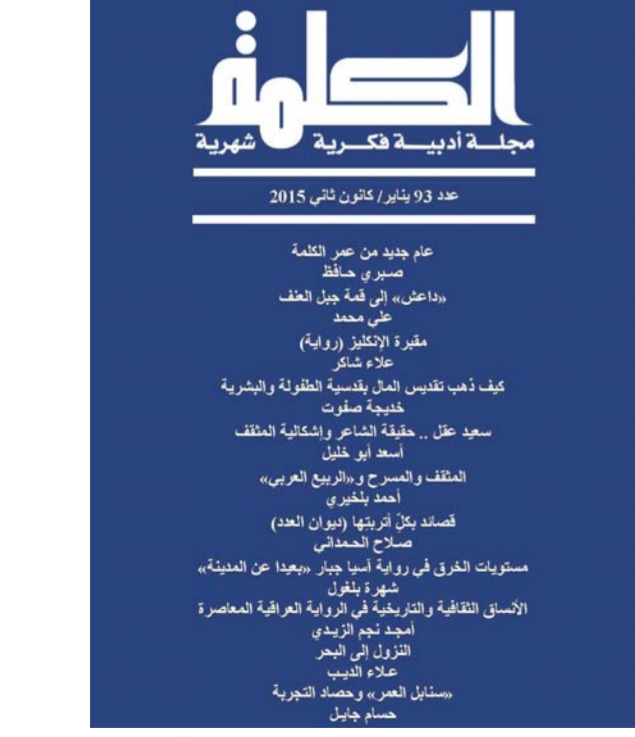 الكلمة
مجلة أدبية فكرية شهرية
عدد 93 يناير/ كانون ثاني 2015
عام جديد من عمر الكلمة
صبري حافظ
«داعش» إلى قمة جبل العنف
علي محمد
مقبرة الإنكليز (رواية)
علاء شاكر
كيف ذهب تقديس المال بقدسية الطفولة والبشرية
خديجة صفوت
سعيد عقل .. حقيقة الشاعر وإشكالية المثقف
أسعد أبو خليل
المثقف والمسرح و«الربيع العربي»
أحمد بلخيري
قصائد بكلّ أتربتها (ديوان العدد)
صلاح الحمداني
مستويات الخرق في رواية آسيا جبار «بعيدا عن المدينة»
شهرة بلغول
الأنساق الثقافية والتاريخية في الرواية العراقية المعاصرة
أمجد نجم الزيدي
النزول إلى البحر
علاء الديب
«سنابل العمر» وحصاد التجربة
حسام جايل